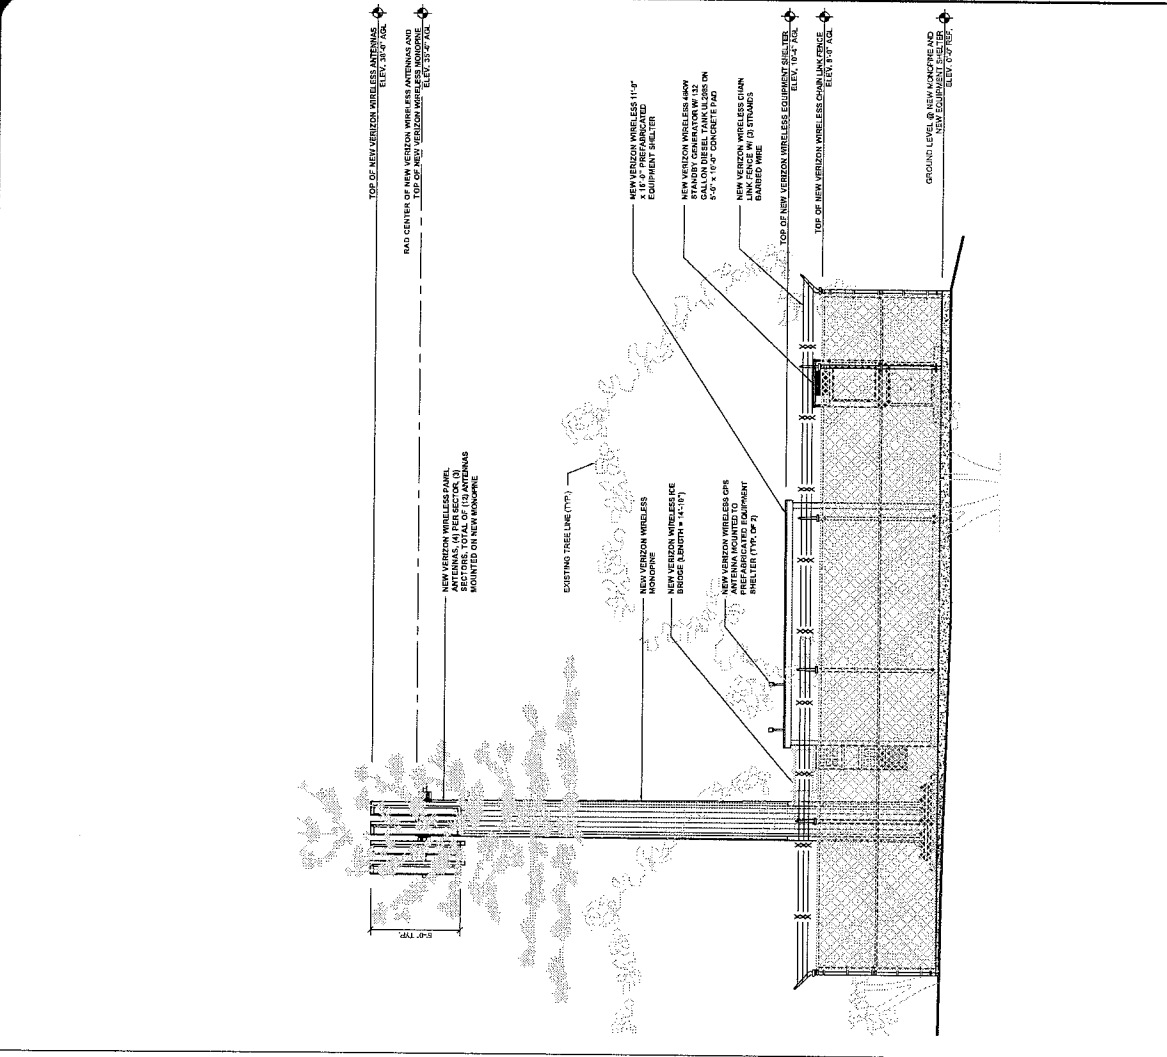 TOP OF NEW VERIZON WIRELESS ANTENNAS
ELEV. 38'-0" AGL
RAD CENTER OF NEW VERIZON WIRELESS ANTENNAS AND
TOP OF NEW VERIZON WIRELESS MONOPINE
ELEV. AGL
NEW VERIZON WIRELESS PANEL
ANTENNAS, (4) PER SECTOR, (3)
SECTORS, TOTAL OF (12) ANTENNAS
MOUNTED ON NEW MONOPINE
TYP.
EXISTING TREE LINE (TYP.)
NEW VERIZON WIRELESS
MONOPINE
NEW VERIZON WIRELESS ICE
BRIDGE (LENGTH = 14'-10")
NEW VERIZON WIRELESS GPS
ANTENNA MOUNTED TO
PREFABRICATED EQUIPMENT
SHELTER (TYP. OF 2)
NEW VERIZON WIRELESS
x 16'-0" PREFABRICATED
EQUIPMENT SHELTER
NEW VERIZON WIRELESS
STANDBY GENERATOR W/ 132
GALLON DIESEL TANK UL2085 ON
5'-0" x 10'-0" CONCRETE PAD
NEW VERIZON WIRELESS CHAIN
LINK FENCE W/ (3) STRANDS
BARBED WIRE
TOP OF NEW VERIZON WIRELESS EQUIPMENT SHELTER
ELEV. 10'-4" AGL
TOP OF NEW VERIZON WIRELESS CHAIN LINK FENCE
ELEV. 8'-0" AGL
GROUND LEVEL @ NEW MONOPINE AND
NEW EQUIPMENT SHELTER
ELEV. 0'-0" REF.